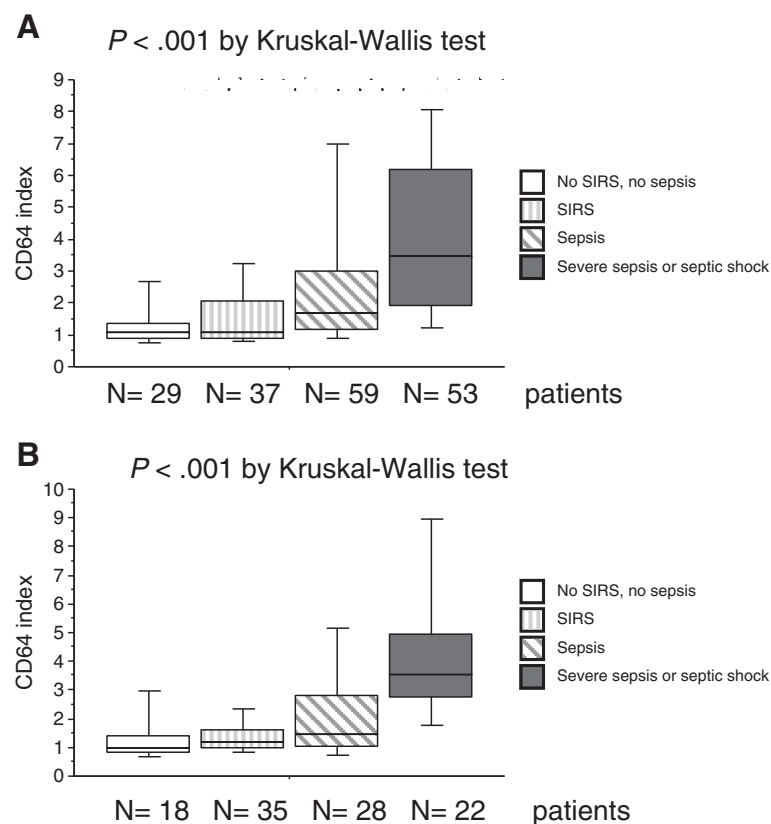 A
P < .001 by Kruskal-Wallis test
9
8
7
6
5
4
3
2
1
0
CD64 index
No SIRS, no sepsis
SIRS
Sepsis
Severe sepsis or septic shock
N= 29 N= 37 N= 59 N= 53 patients
B
P < .001 by Kruskal-Wallis test
10
9
8
7
6
5
4
3
2
1
0
CD64 index
No SIRS, no sepsis
SIRS
Sepsis
Severe sepsis or septic shock
N= 18 N= 35 N= 28 N= 22 patients